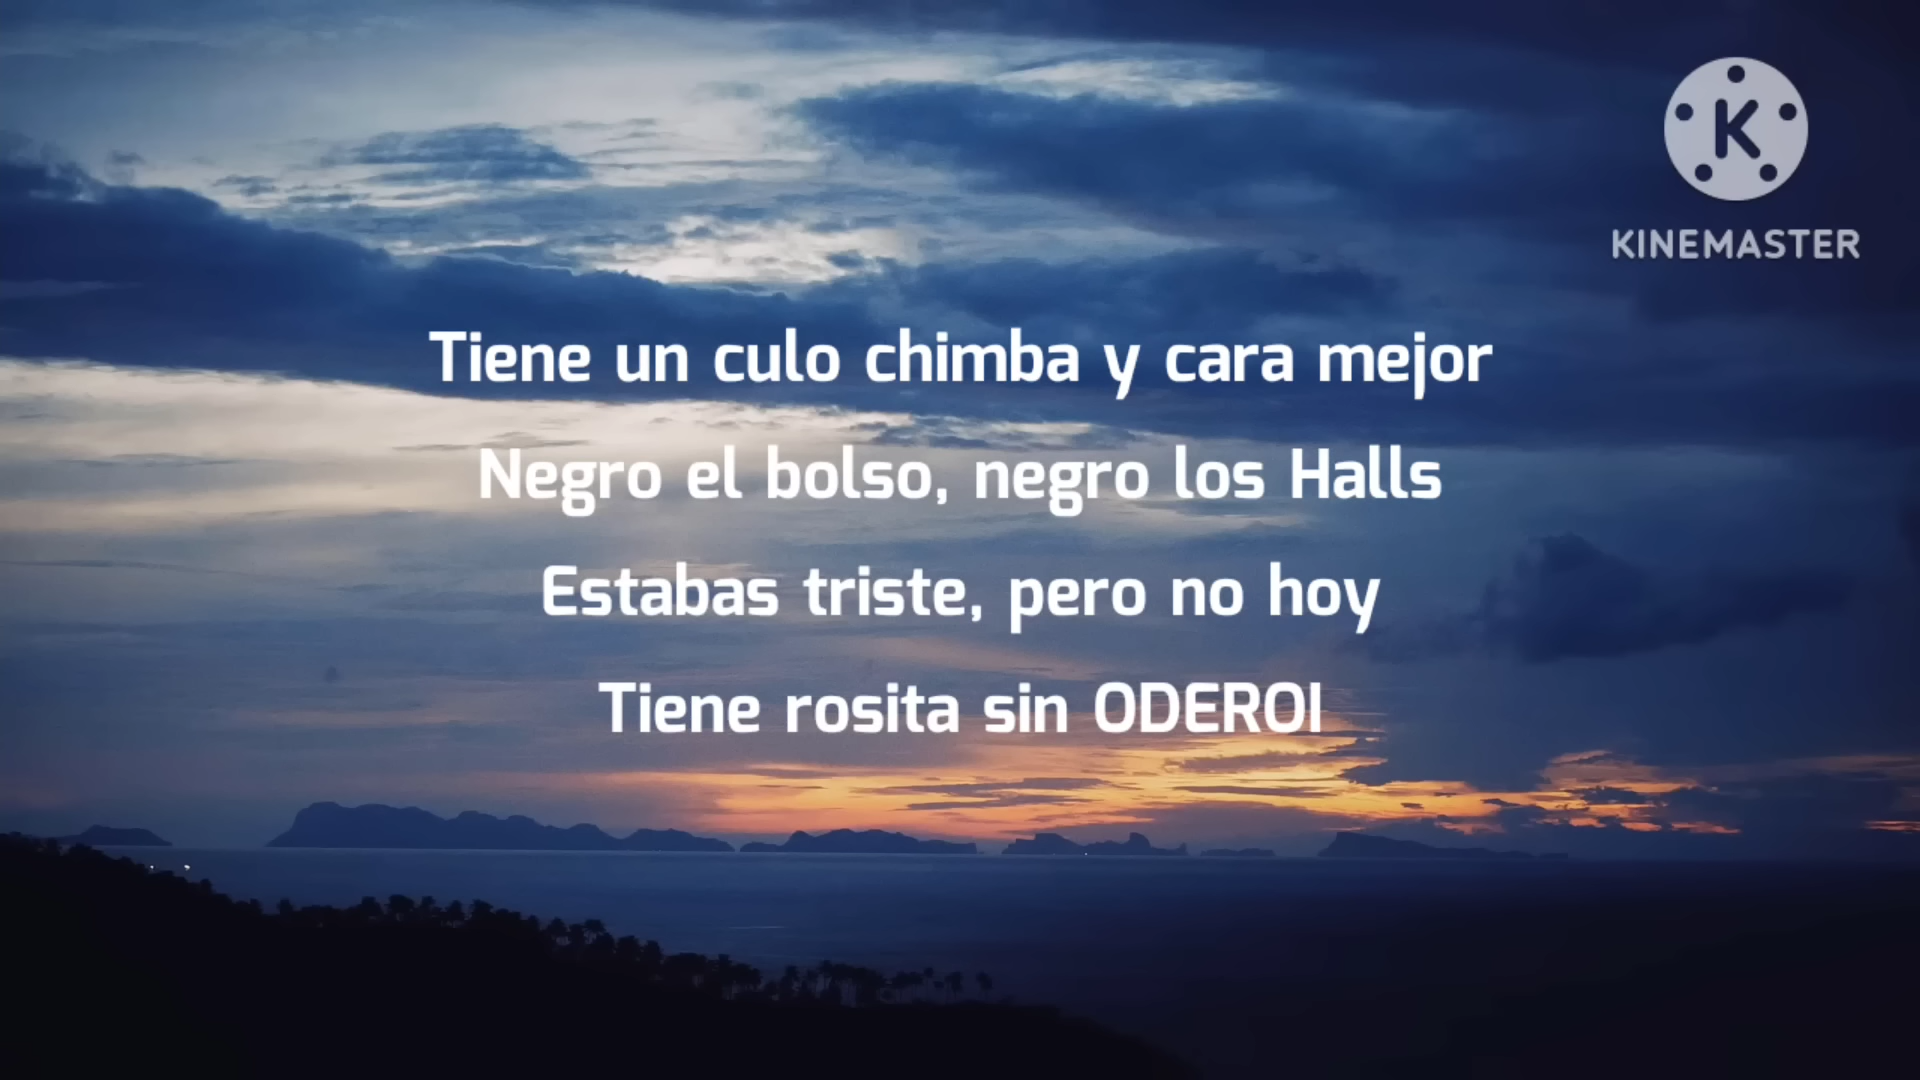 K
KINEMASTER
Tiene un culo chimba y cara mejor
Negro el bolso, negro los Halls
Estabas triste, pero no hoy
Tiene rosita sin ODEROI